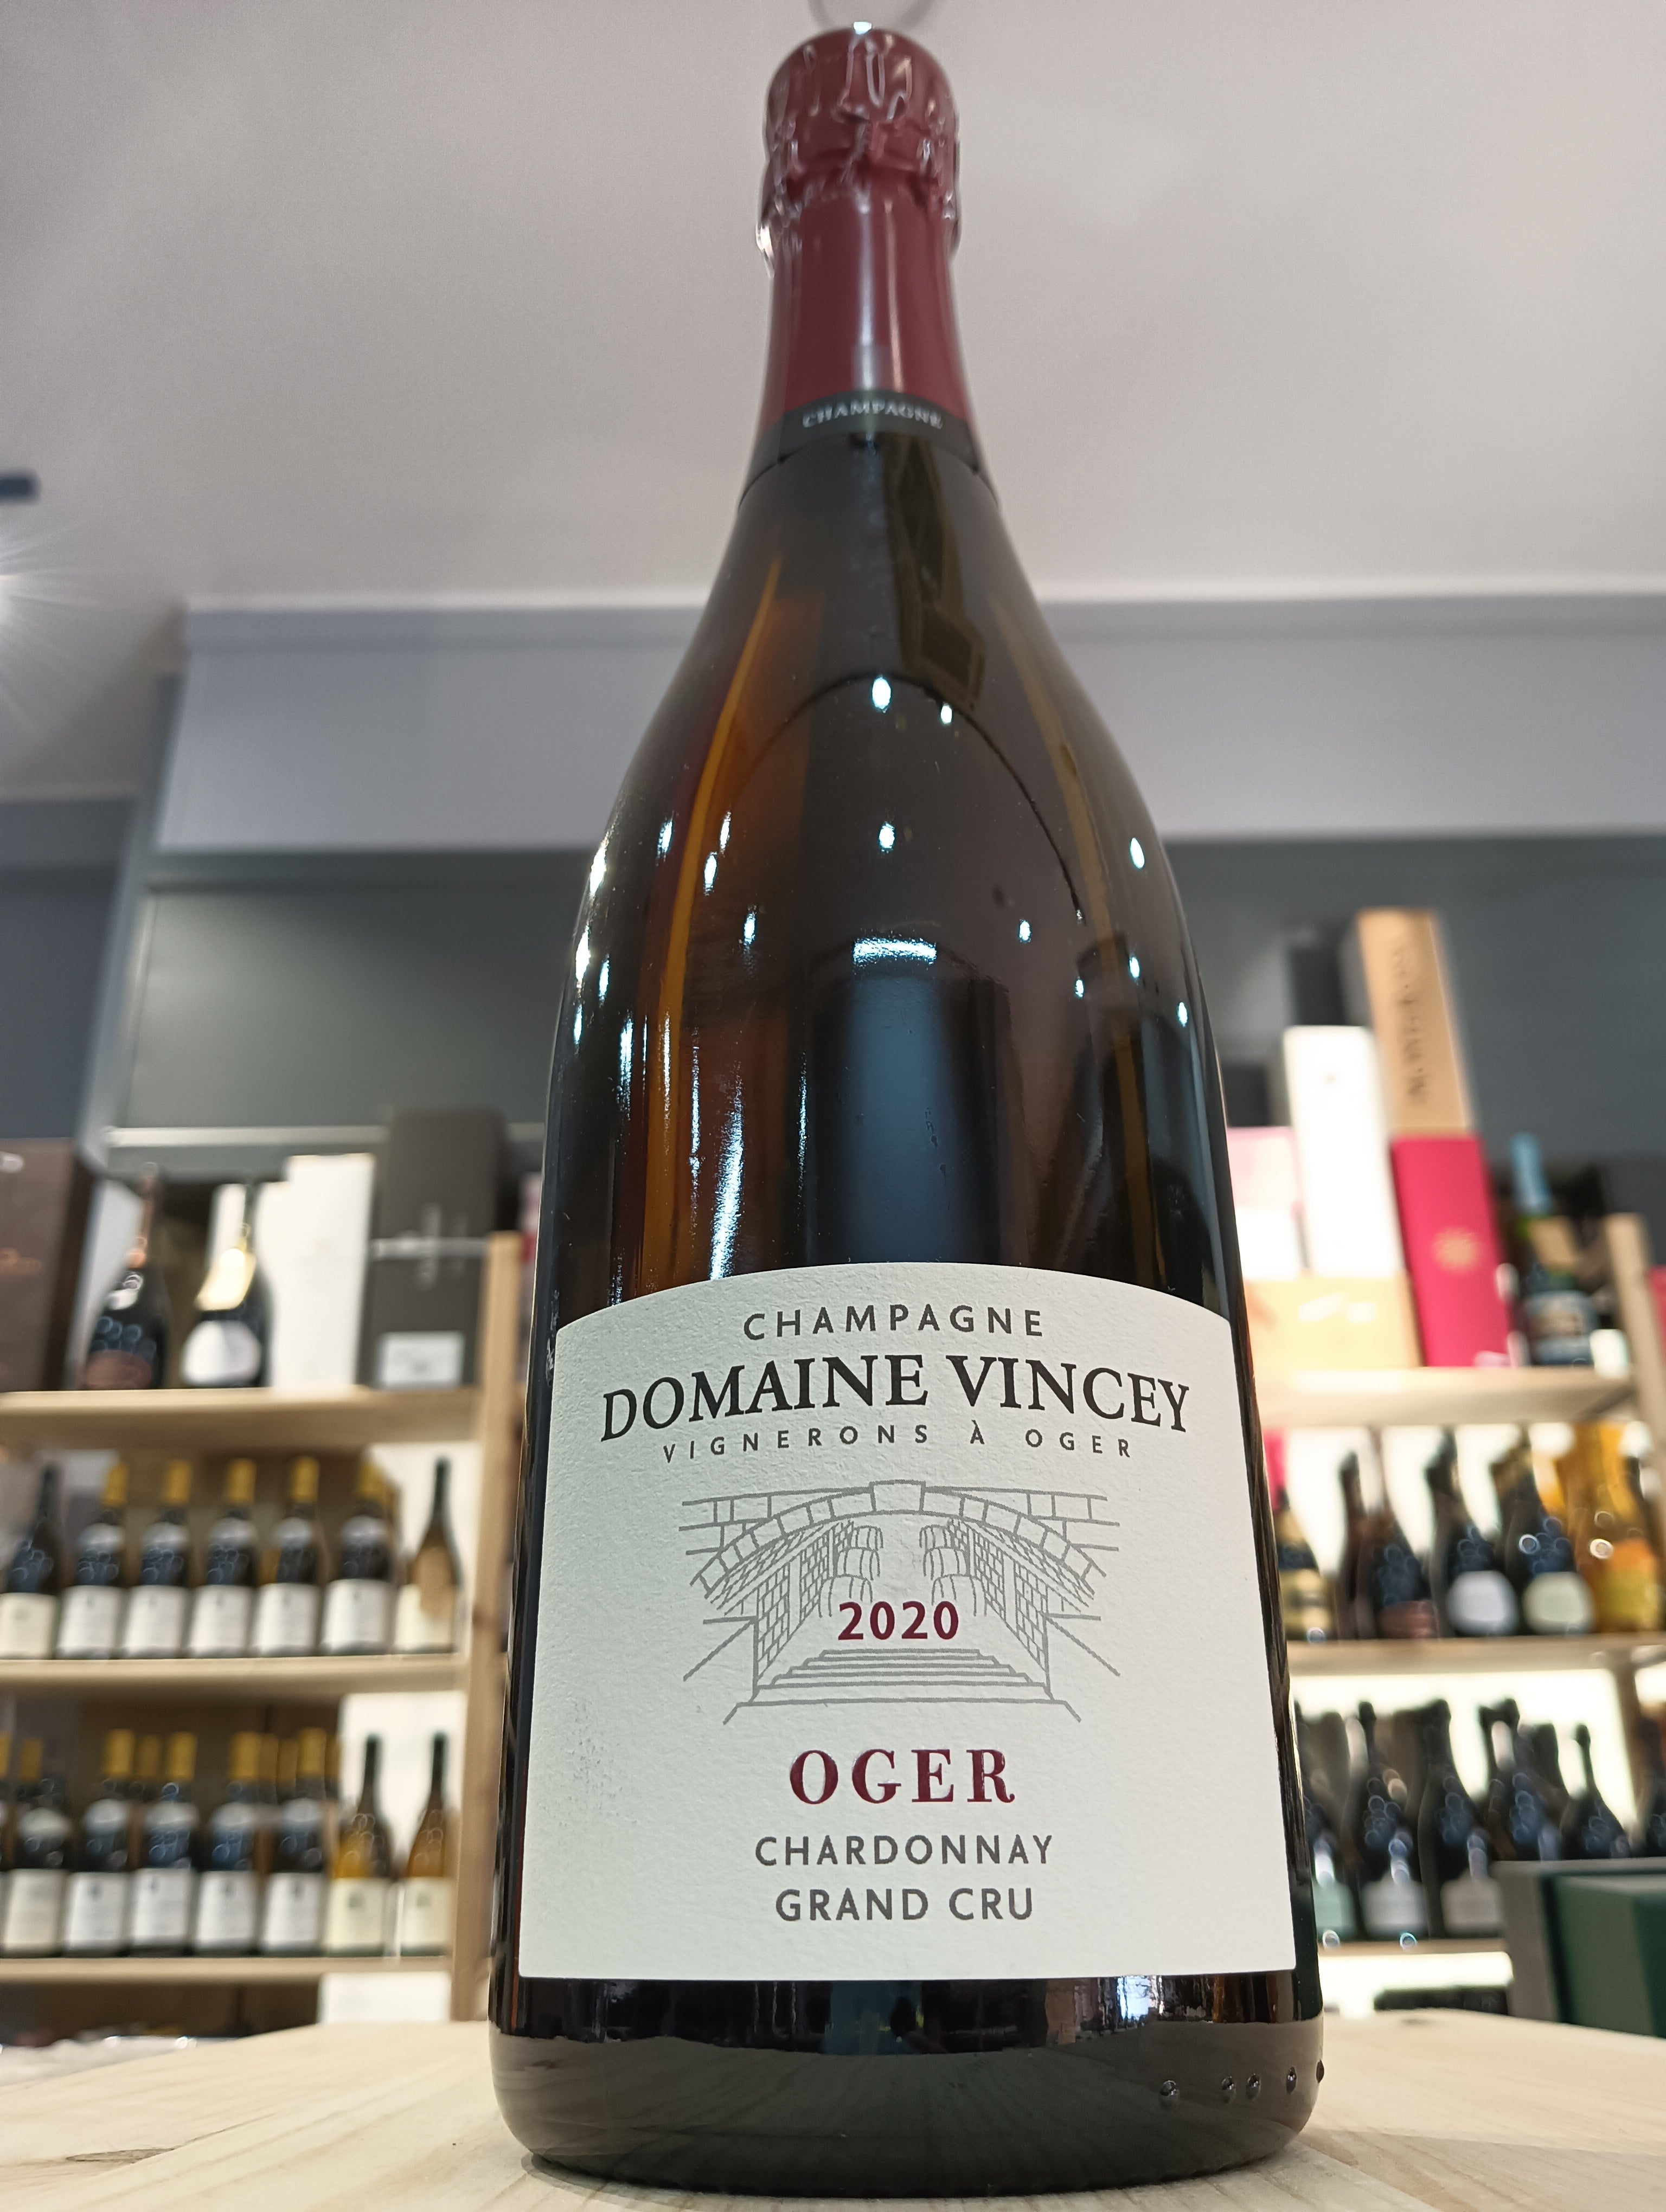 CHAMPAGNE
CHAMPAGNE
DOMAINE VINCEY
VIGNERONS À OGER
2020
OGER
CHARDONNAY
GRAND CRU